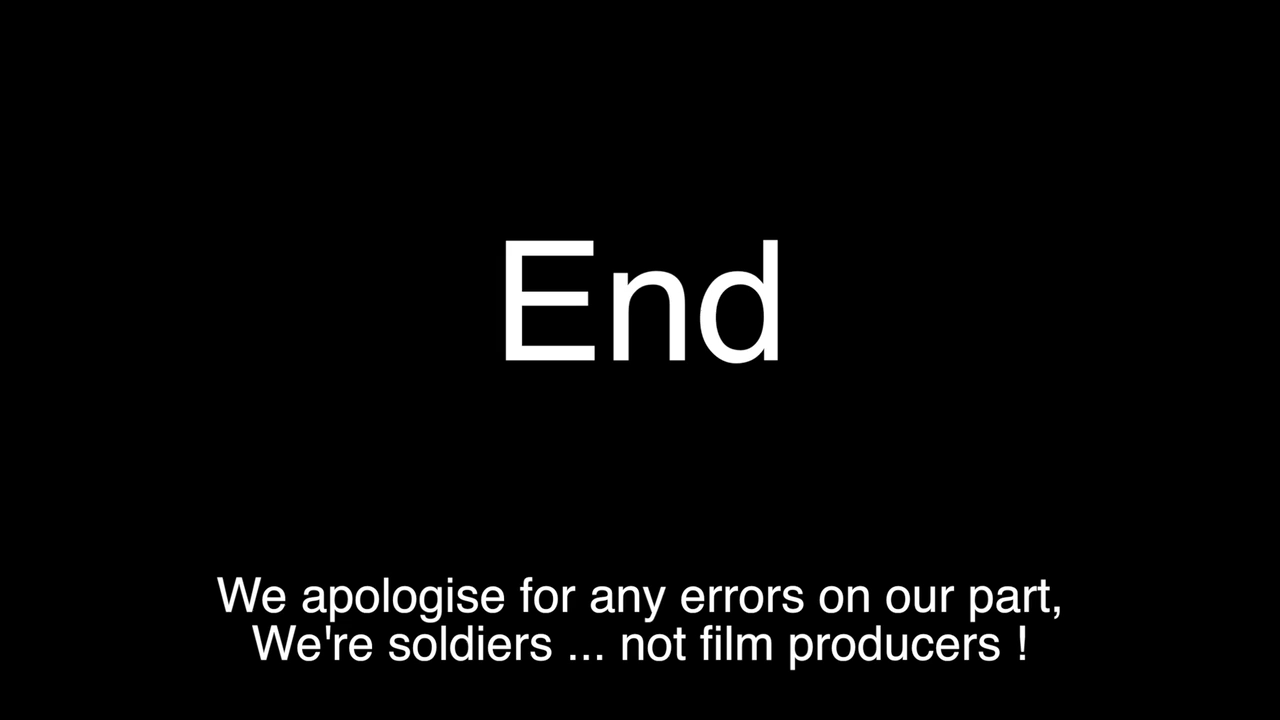 End
We apologise for any errors on our part,
We're soldiers ... not film producers !